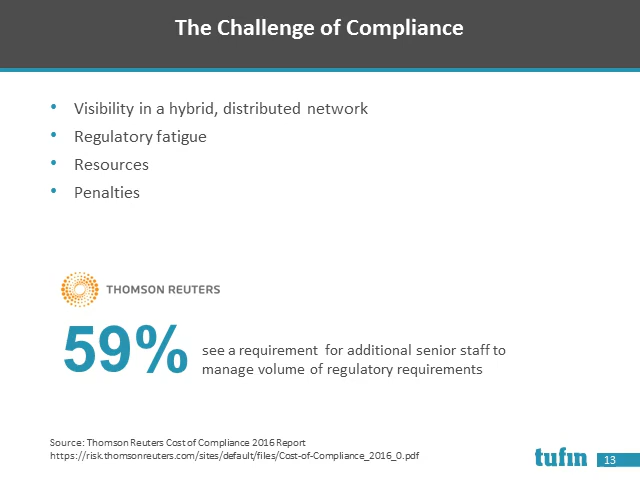 The Challenge of Compliance
• Visibility in a hybrid, distributed network
• Regulatory fatigue
• Resources
• Penalties
THOMSON REUTERS
59%
see a requirement for additional senior staff to
manage volume of regulatory requirements
Source: Thomson Reuters Cost of Compliance 2016 Report
https://risk.thomsonreuters.com/sites/default/files/Cost-of-Compliance_2016_0.pdf
tufin
13